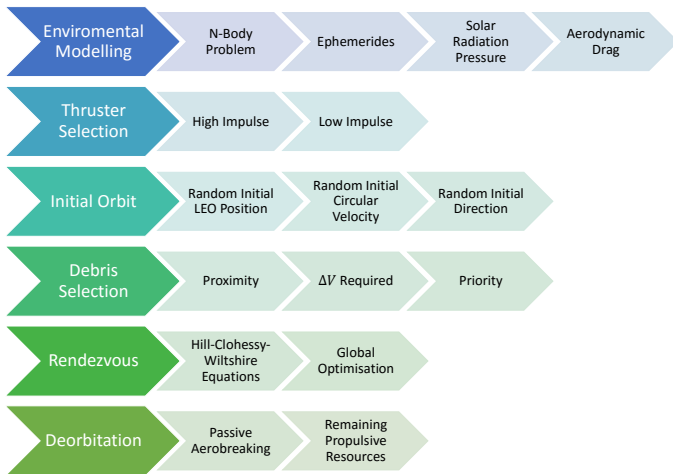 Enviromental
Modelling
N-Body
Problem
Ephemerides
Solar
Radiation
Pressure
Aerodynamic
Drag
Thruster
Selection
High Impulse
Low Impulse
Initial Orbit
Random Initial
LEO Position
Random Initial
Circular
Velocity
Random Initial
Direction
Debris
Selection
Proximity
ΔV Required
Priority
Rendezvous
Hill-Clohessy-
Wiltshire
Equations
Global
Optimisation
Deorbitation
Passive
Aerobreaking
Remaining
Propulsive
Resources